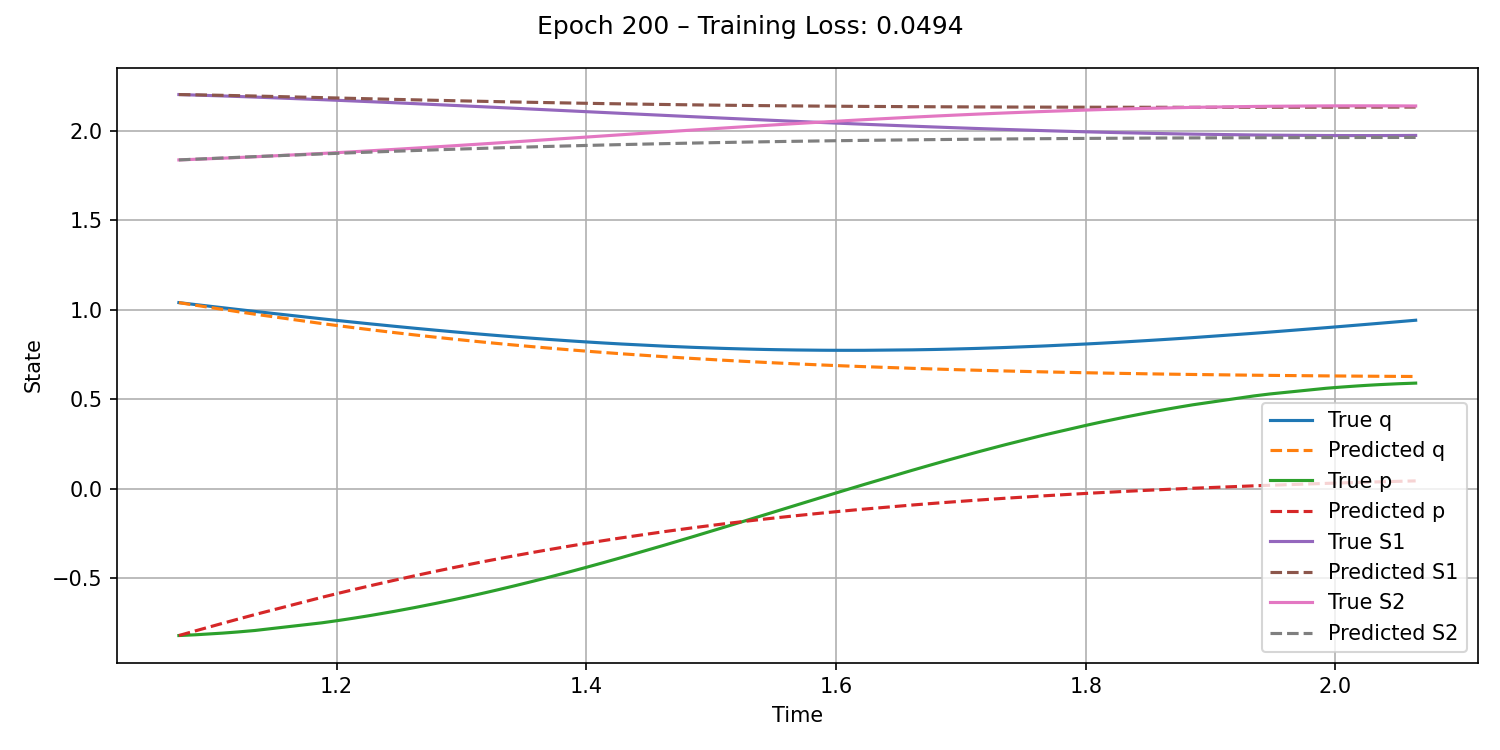 Epoch 200 – Training Loss: 0.0494
State
2.0
1.5
1.0
0.5
0.0
−0.5
1.2 1.4 1.6 1.8 2.0
Time
True q
Predicted q
True p
Predicted p
True S1
Predicted S1
True S2
Predicted S2